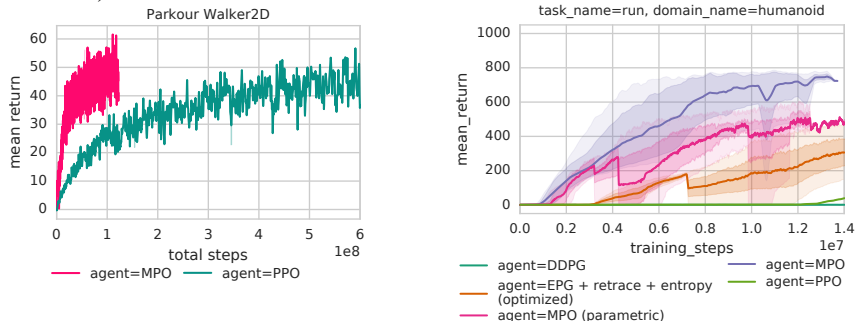 Parkour Walker2D
60
50
40
30
20
10
0
mean return
0 1 2 3 4 5 6
total steps
1e8
agent=MPO agent=PPO
task_name=run, domain_name=humanoid
1000
800
600
400
200
0
mean_return
0.0 0.2 0.4 0.6 0.8 1.0 1.2 1.4
training_steps
1e7
agent=DDPG
agent=EPG + retrace + entropy
(optimized)
agent=MPO (parametric)
agent=MPO
agent=PPO